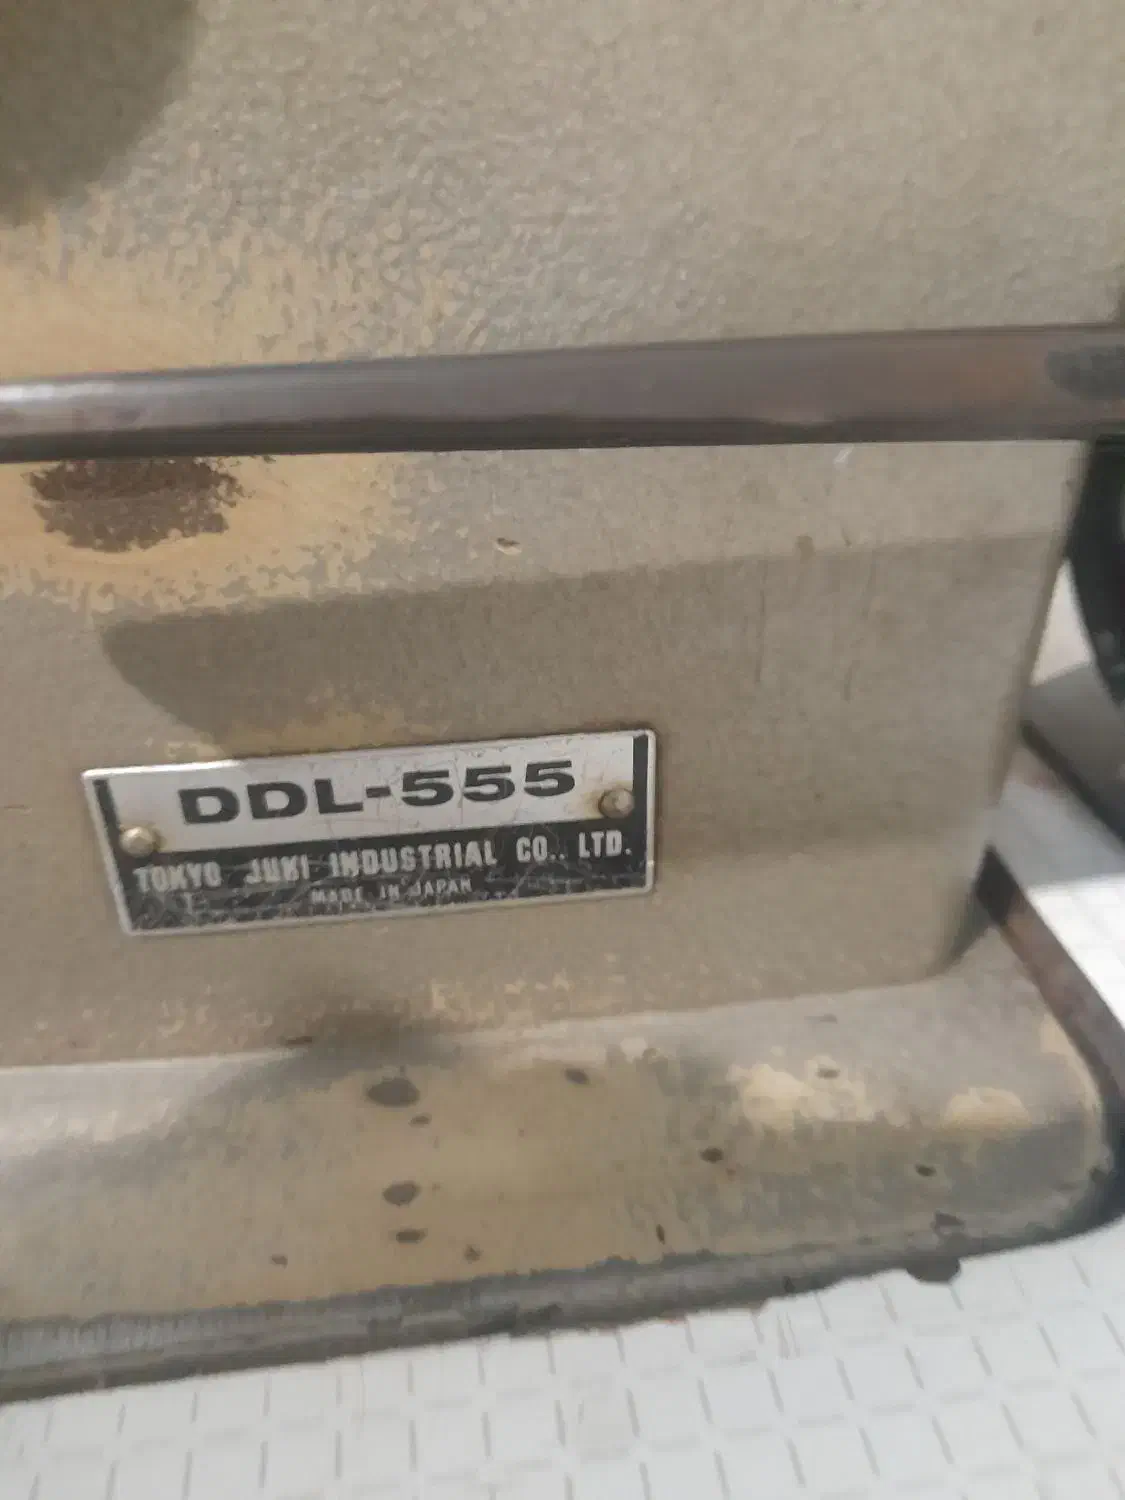 DDL-555
TOKYO JUKI INDUSTRIAL CO., LTD.
MADE IN JAPAN